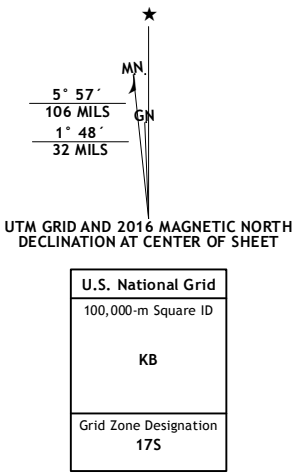 MN.
GN
5° 57´
106 MILS
1° 48´
32 MILS
UTM GRID AND 2016 MAGNETIC NORTH
DECLINATION AT CENTER OF SHEET
U.S. National Grid
100,000-m Square ID
KB
Grid Zone Designation
17S